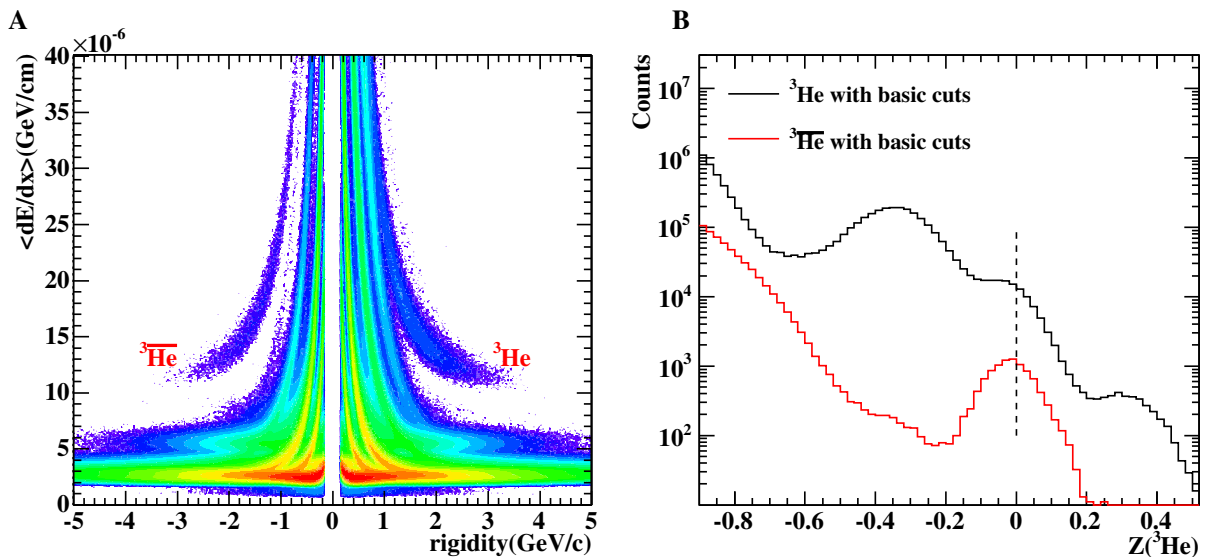 A
×10⁻⁶
<dE/dx>(GeV/cm)
40
35
30
25
20
15
10
5
0
³H̅e̅
³He
-5 -4 -3 -2 -1 0 1 2 3 4 5
rigidity(GeV/c)
B
Counts
10⁷
10⁶
10⁵
10⁴
10³
10²
³He with basic cuts
³H̅e̅ with basic cuts
-0.8 -0.6 -0.4 -0.2 0 0.2 0.4
Z(³He)